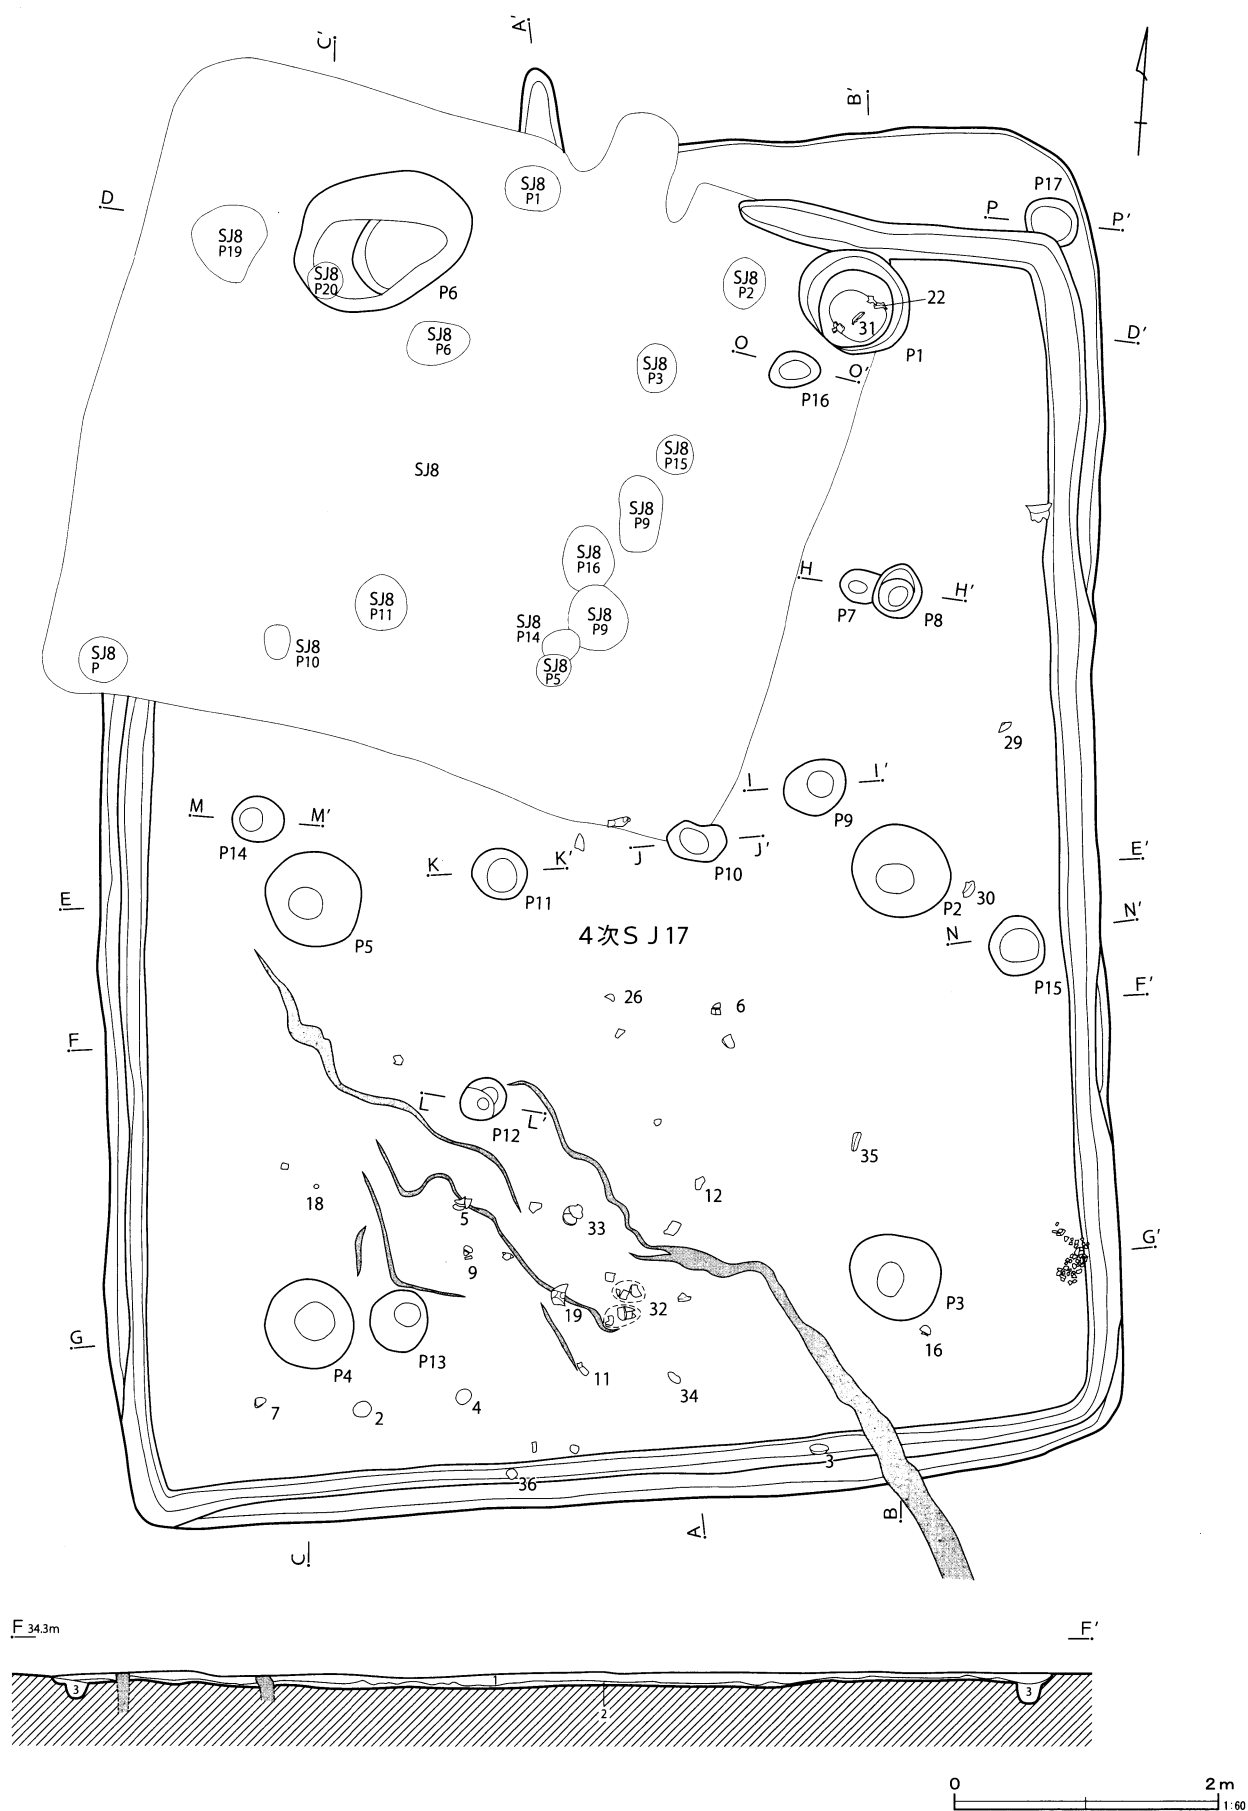 A'
C'
B'
D
P17
P
P'
SJ8
P1
SJ8
P19
SJ8
P20
P6
SJ8
P2
22
31
P1
D'
SJ8
P6
O
O'
P16
SJ8
P3
SJ8
SJ8
P15
SJ8
P9
SJ8
P16
H
H'
P7
P8
SJ8
P11
SJ8
P14
SJ8
P9
SJ8
P10
SJ8
P
SJ8
P5
29
I
I'
P9
M
M'
P14
K
K'
P11
J
J'
P10
E
E'
P5
P2
30
4次SJ17
N
N'
P15
26
6
F
F'
L
L'
P12
35
18
5
33
12
9
19
32
G'
P3
16
G
P4
P13
11
34
7
2
4
3
36
A
B
C
F 34.3m
F'
3
1
2
3
0
2m
1:60